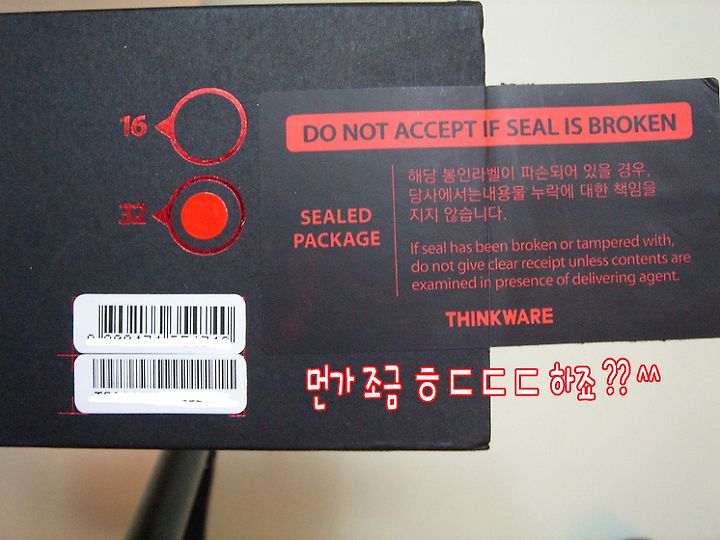 16
32
DO NOT ACCEPT IF SEAL IS BROKEN
SEALED
PACKAGE
해당 봉인라벨이 파손되어 있을 경우,
당사에서는내용물 누락에 대한 책임을
지지 않습니다.
If seal has been broken or tampered with,
do not give clear receipt unless contents are
examined in presence of delivering agent.
THINKWARE
먼가 조금 ㅎ ㄷ ㄷ ㄷ 하죠 ?? ^^